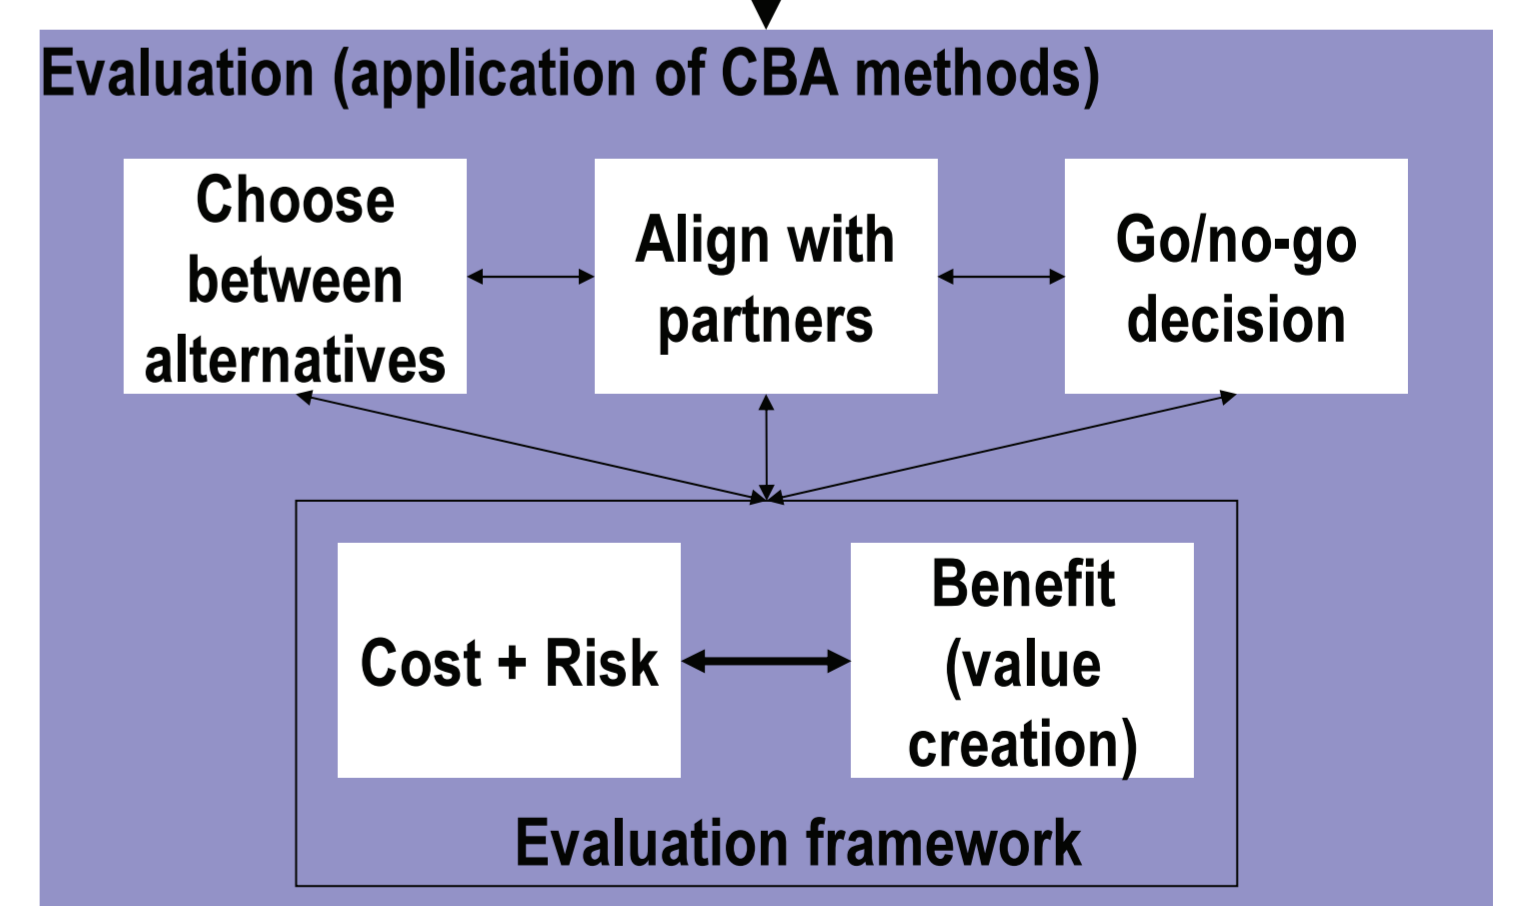 Evaluation (application of CBA methods)
Choose
between
alternatives
Align with
partners
Go/no-go
decision
Cost + Risk
Benefit
(value
creation)
Evaluation framework